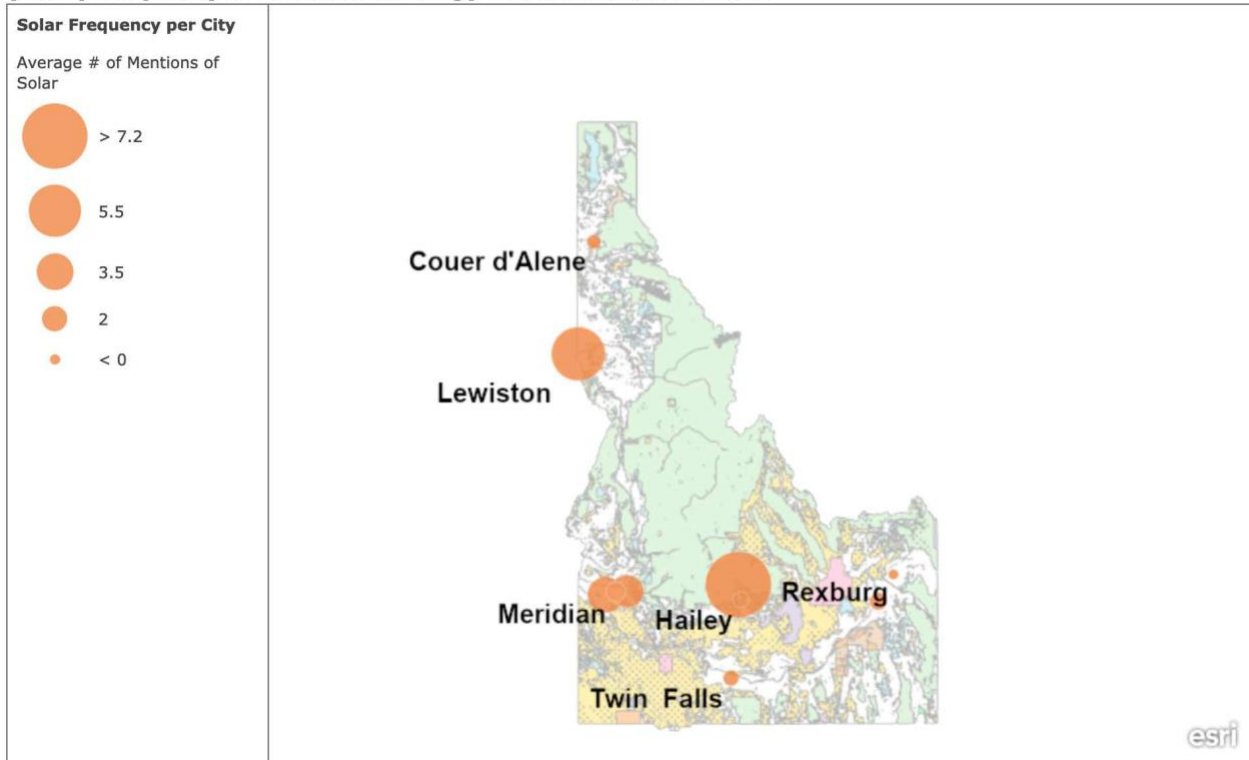 Solar Frequency per City
Average # of Mentions of
Solar
> 7.2
5.5
3.5
2
< 0
Couer d'Alene
Lewiston
Meridian
Hailey
Rexburg
Twin Falls
esri